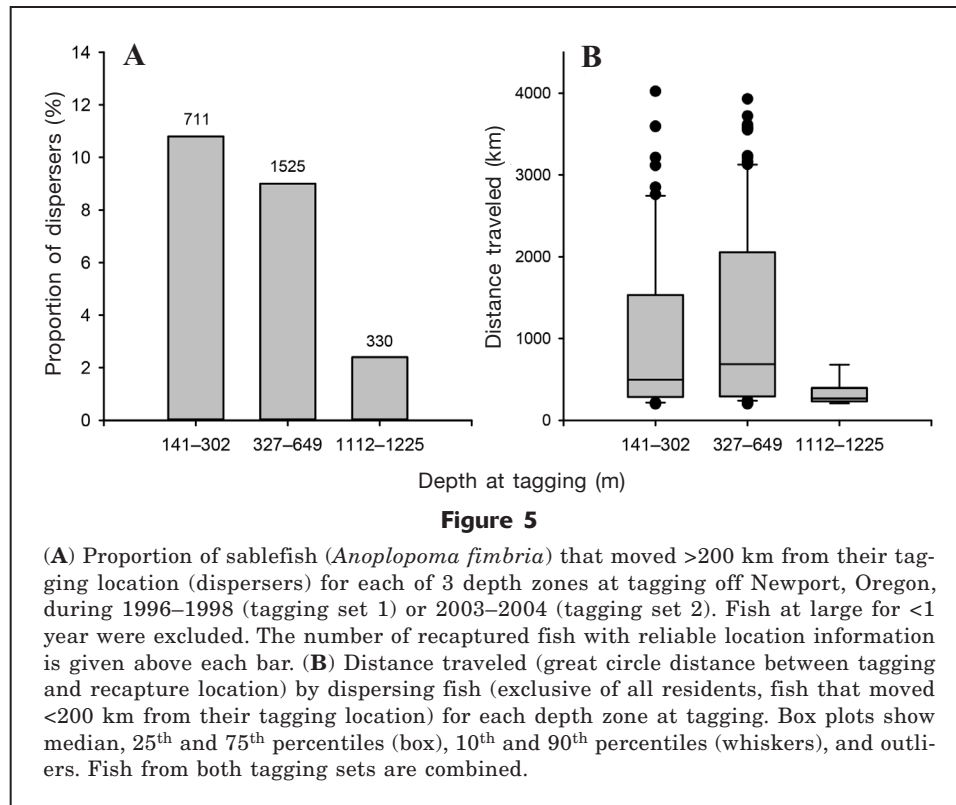 A
Proportion of dispersers (%)
14
12
10
8
6
4
2
0
711
1525
330
141–302
327–649
1112–1225
B
Distance traveled (km)
4000
3000
2000
1000
0
141–302
327–649
1112–1225
Depth at tagging (m)
Figure 5
(A) Proportion of sablefish (Anoplopoma fimbria) that moved >200 km from their tag-
ging location (dispersers) for each of 3 depth zones at tagging off Newport, Oregon,
during 1996–1998 (tagging set 1) or 2003–2004 (tagging set 2). Fish at large for <1
year were excluded. The number of recaptured fish with reliable location information
is given above each bar. (B) Distance traveled (great circle distance between tagging
and recapture location) by dispersing fish (exclusive of all residents, fish that moved
<200 km from their tagging location) for each depth zone at tagging. Box plots show
median, 25th and 75th percentiles (box), 10th and 90th percentiles (whiskers), and outli-
ers. Fish from both tagging sets are combined.